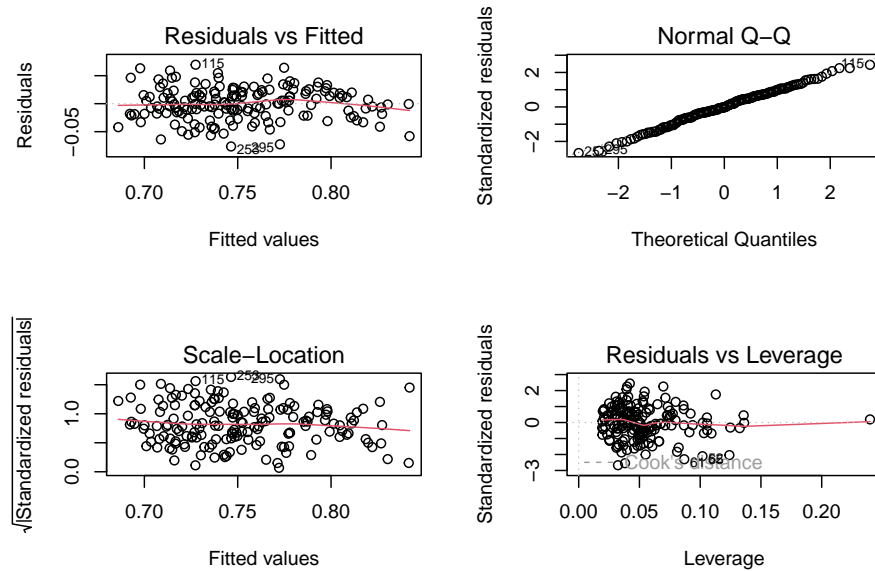 Residuals vs Fitted
Residuals
−0.05
115
253
295
0.70
0.75
0.80
Fitted values
Normal Q−Q
Standardized residuals
2
0
−2
115
295
−2
−1
0
1
2
Theoretical Quantiles
Scale−Location
√|Standardized residuals|
1.0
0.0
115
253
295
0.70
0.75
0.80
Fitted values
Residuals vs Leverage
Standardized residuals
2
0
−3
Cook's distance
61
0.00
0.05
0.10
0.15
0.20
Leverage